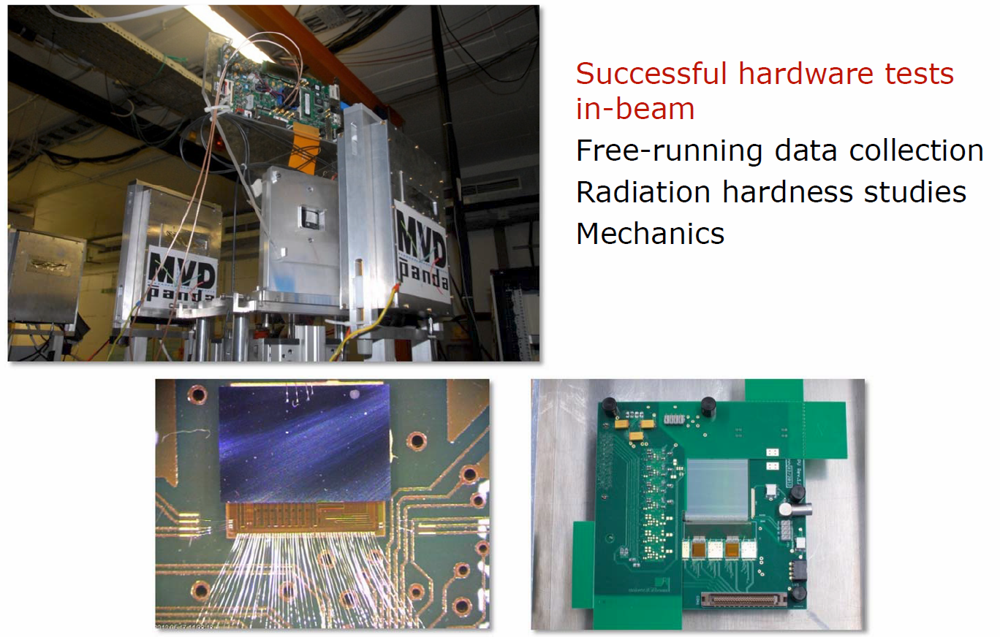 Successful hardware tests
in-beam
Free-running data collection
Radiation hardness studies
Mechanics
MVD
panda
MVD
panda